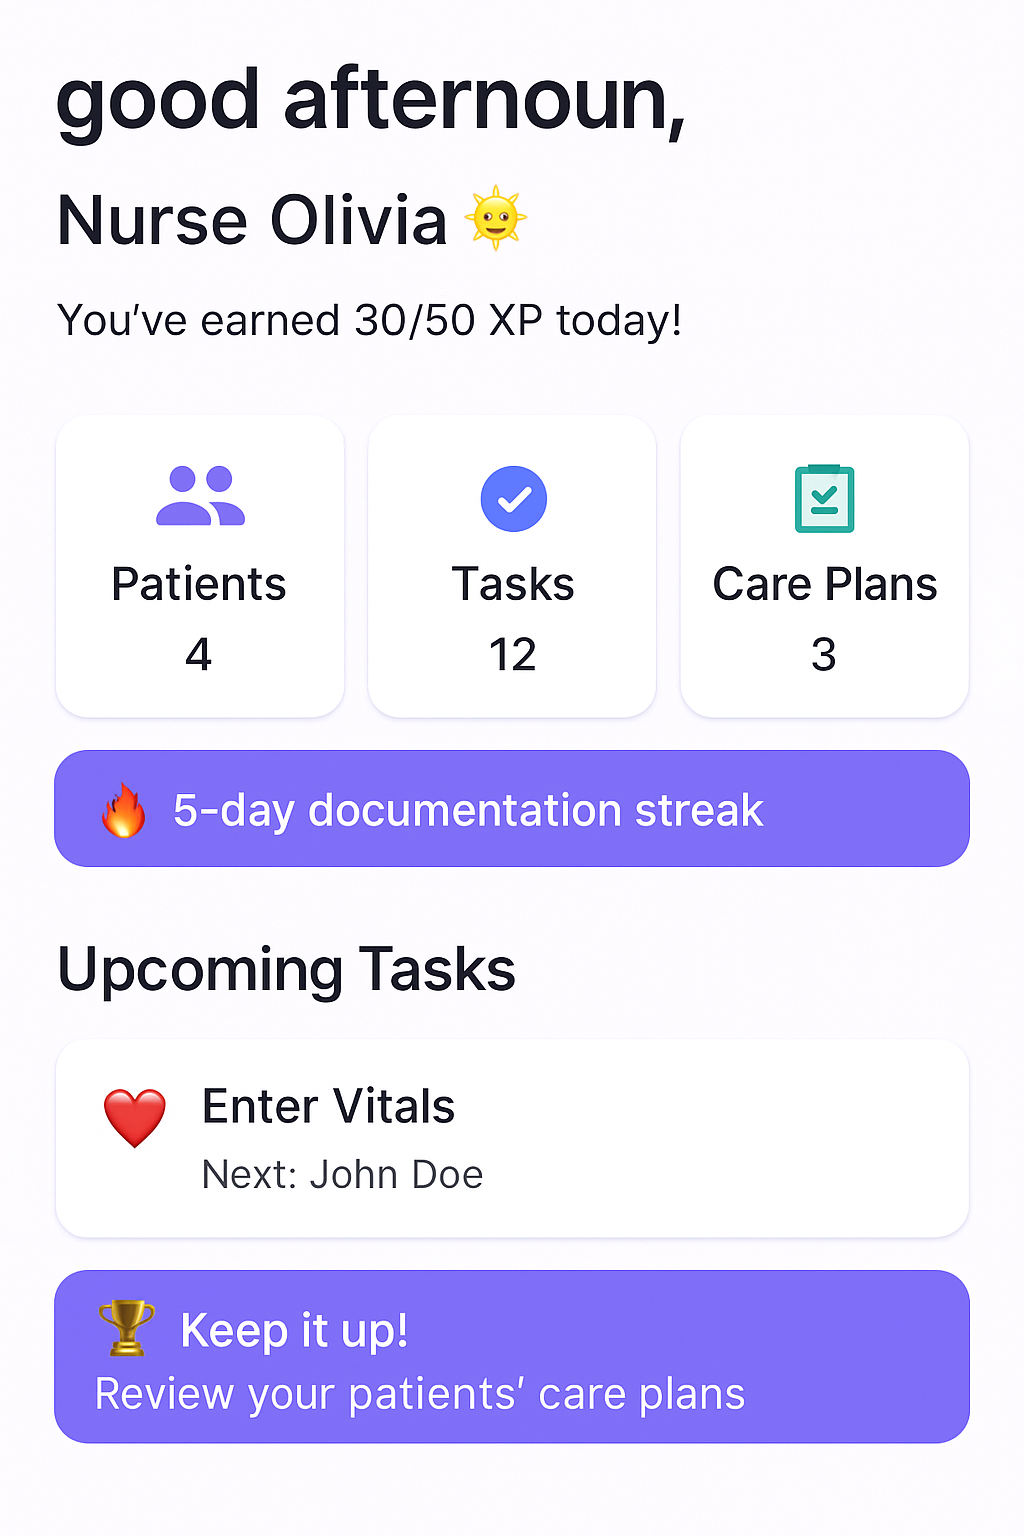 good afternoun,
Nurse Olivia
You've earned 30/50 XP today!
Patients
4
Tasks
12
Care Plans
3
5-day documentation streak
Upcoming Tasks
Enter Vitals
Next: John Doe
Keep it up!
Review your patients' care plans